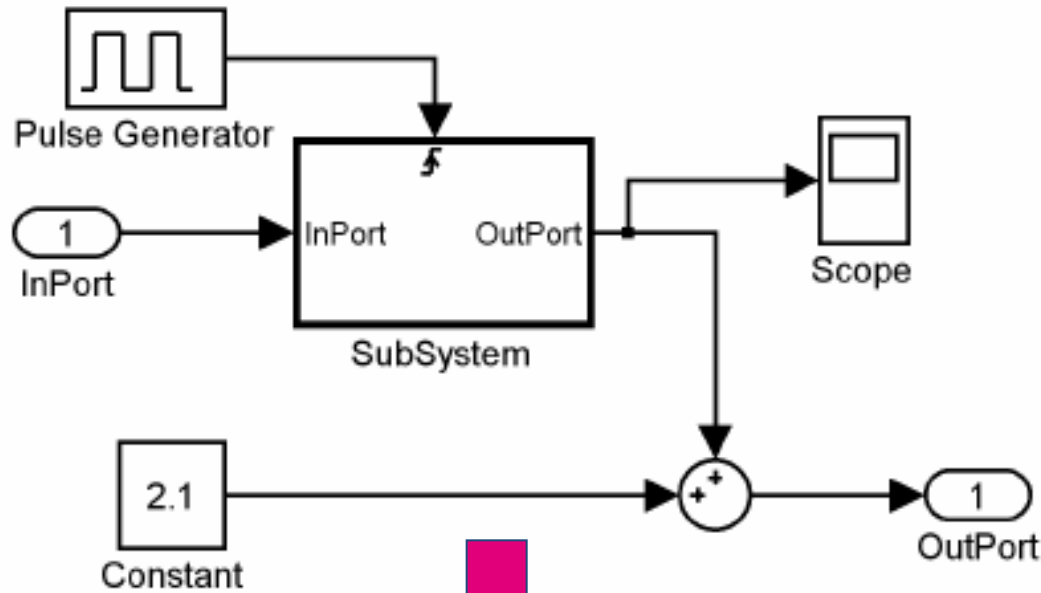 Pulse Generator
1
InPort
InPort
OutPort
SubSystem
Scope
2.1
Constant
+
+
1
OutPort